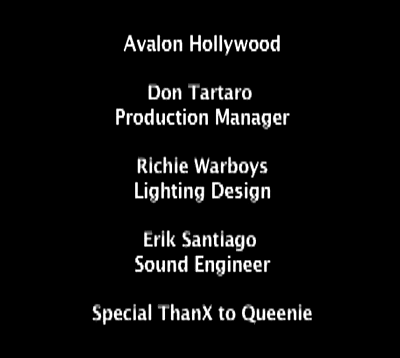 Avalon Hollywood
Don Tartaro
Production Manager
Richie Warboys
Lighting Design
Erik Santiago
Sound Engineer
Special ThanX to Queenie